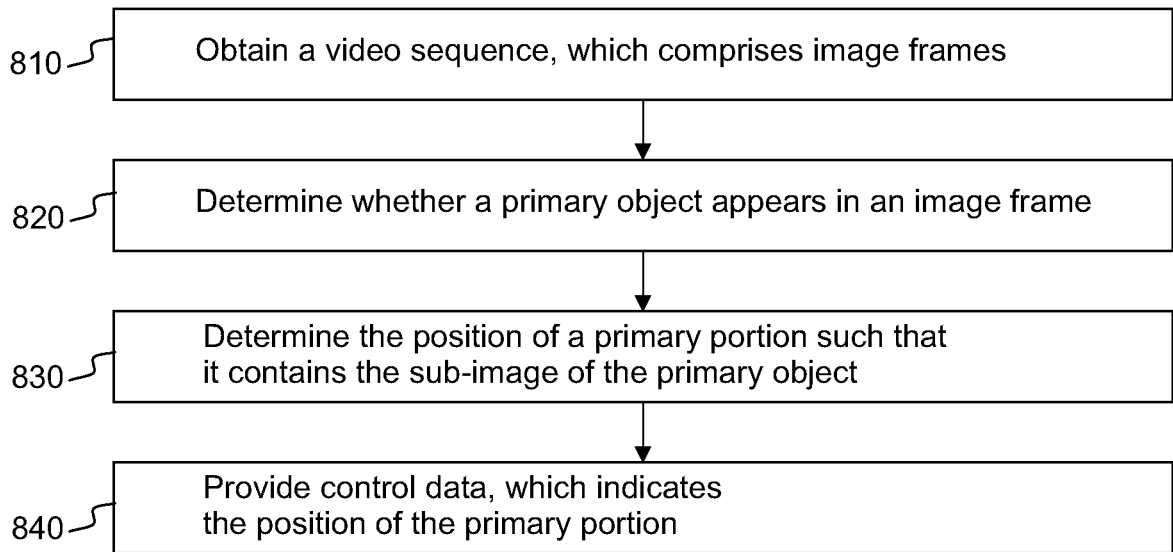 810
Obtain a video sequence, which comprises image frames
820
Determine whether a primary object appears in an image frame
830
Determine the position of a primary portion such that
it contains the sub-image of the primary object
840
Provide control data, which indicates
the position of the primary portion